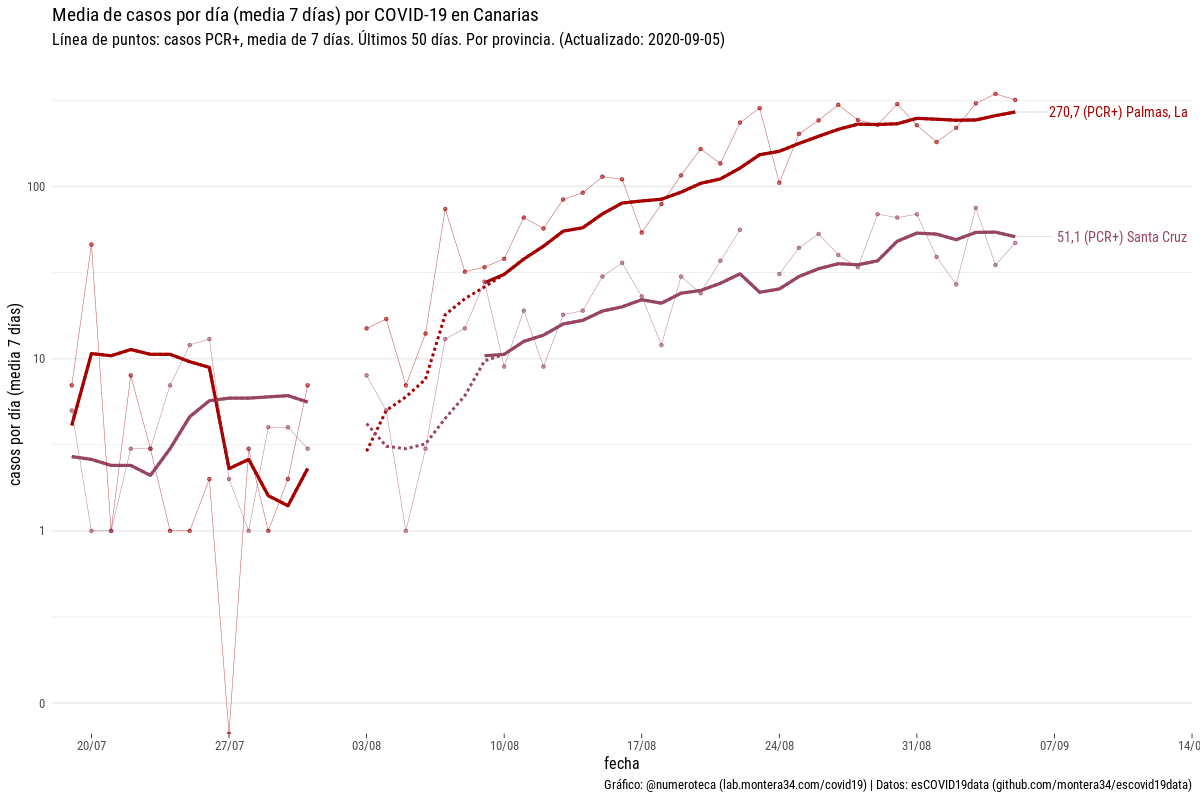 Media de casos por día (media 7 días) por COVID-19 en Canarias
Línea de puntos: casos PCR+, media de 7 días. Últimos 50 días. Por provincia. (Actualizado: 2020-09-05)
270,7 (PCR+) Palmas, La
100
51,1 (PCR+) Santa Cruz
casos por día (media 7 días)
10
1
0
20/07 27/07 03/08 10/08 17/08 24/08 31/08 07/09 14/0
fecha
Gráfico: @numeroteca (lab.montera34.com/covid19) | Datos: esCOVID19data (github.com/montera34/escovid19data)